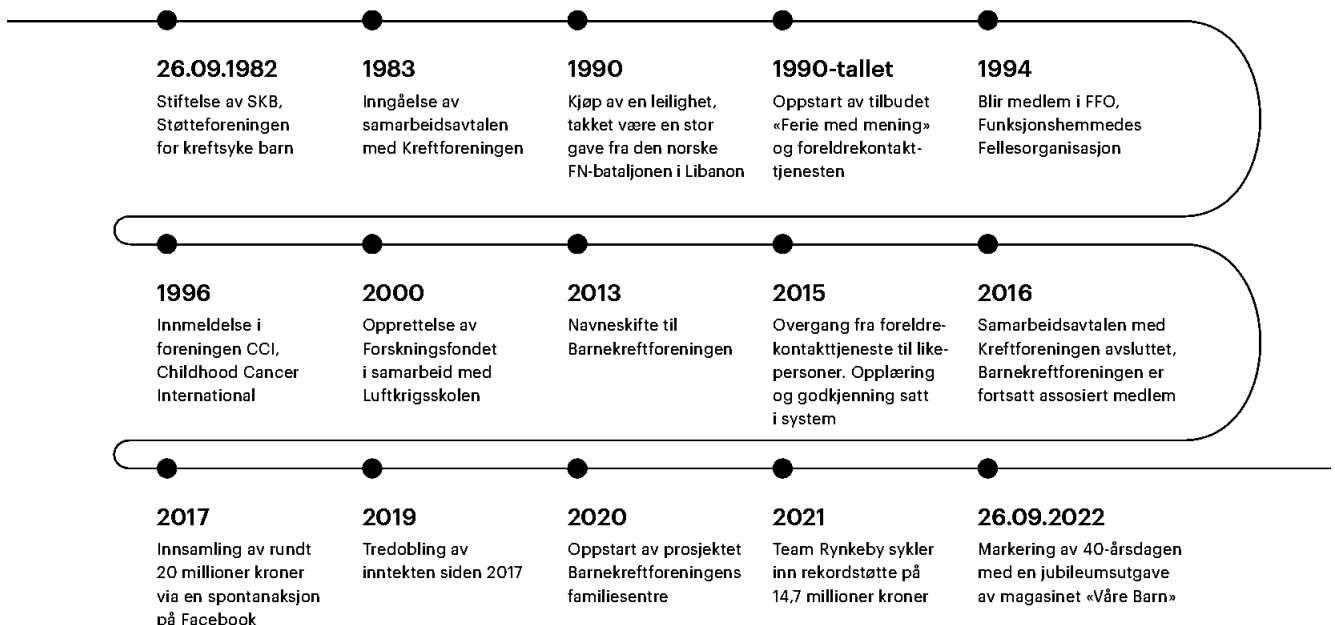 26.09.1982
Stiftelse av SKB,
Støtteforeningen
for kreftsyke barn
1983
Inngåelse av
samarbeidsavtalen
med Kreftforeningen
1990
Kjøp av en leilighet,
takket være en stor
gave fra den norske
FN-bataljonen i Libanon
1990-tallet
Oppstart av tilbudet
«Ferie med mening»
og foreldrekontakt-
tjenesten
1994
Blir medlem i FFO,
Funksjonshemmedes
Fellesorganisasjon
1996
Innmeldelse i
foreningen CCI,
Childhood Cancer
International
2000
Opprettelse av
Forskningsfondet
i samarbeid med
Luftkrigsskolen
2013
Navneskifte til
Barnekreftforeningen
2015
Overgang fra foreldre-
kontakttjeneste til like-
personer. Opplæring
og godkjenning satt
i system
2016
Samarbeidsavtalen med
Kreftforeningen avsluttet,
Barnekreftforeningen er
fortsatt assosiert medlem
2017
Innsamling av rundt
20 millioner kroner
via en spontanaksjon
på Facebook
2019
Tredobling av
inntekten siden 2017
2020
Oppstart av prosjektet
Barnekreftforeningens
familiesentre
2021
Team Rynkeby sykler
inn rekordstøtte på
14,7 millioner kroner
26.09.2022
Markering av 40-årsdagen
med en jubileumsutgave
av magasinet «Våre Barn»